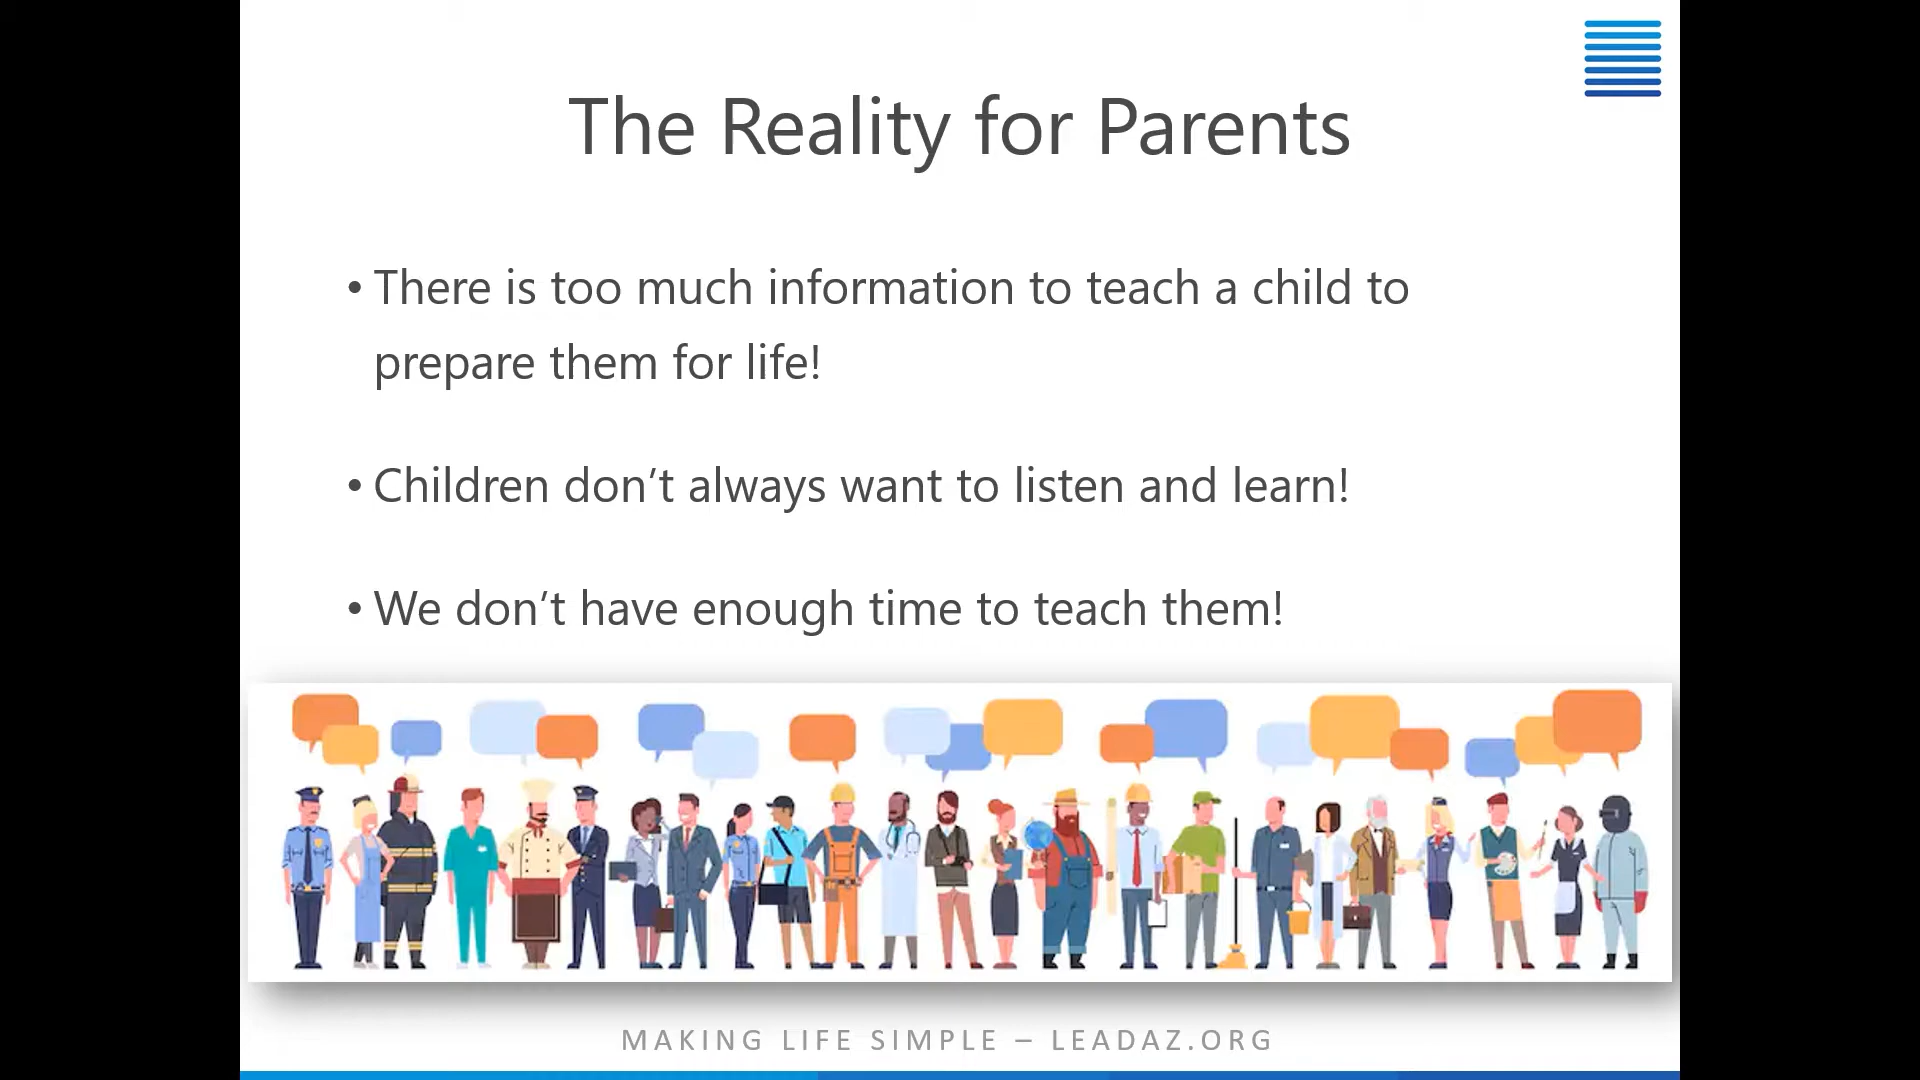 The Reality for Parents
• There is too much information to teach a child to
prepare them for life!
• Children don’t always want to listen and learn!
• We don’t have enough time to teach them!
MAKING LIFE SIMPLE – LEADAZ.ORG